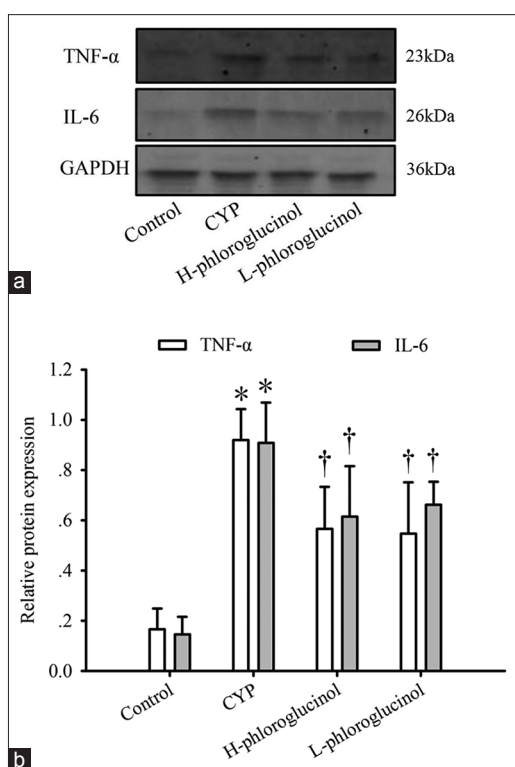 TNF-α 23kDa
IL-6 26kDa
GAPDH 36kDa
Control CYP H-phloroglucinol L-phloroglucinol
a
TNF-α IL-6
Relative protein expression
1.2
1.0
.8
.6
.4
.2
0.0
* * † † † †
Control CYP H-phloroglucinol L-phloroglucinol
b